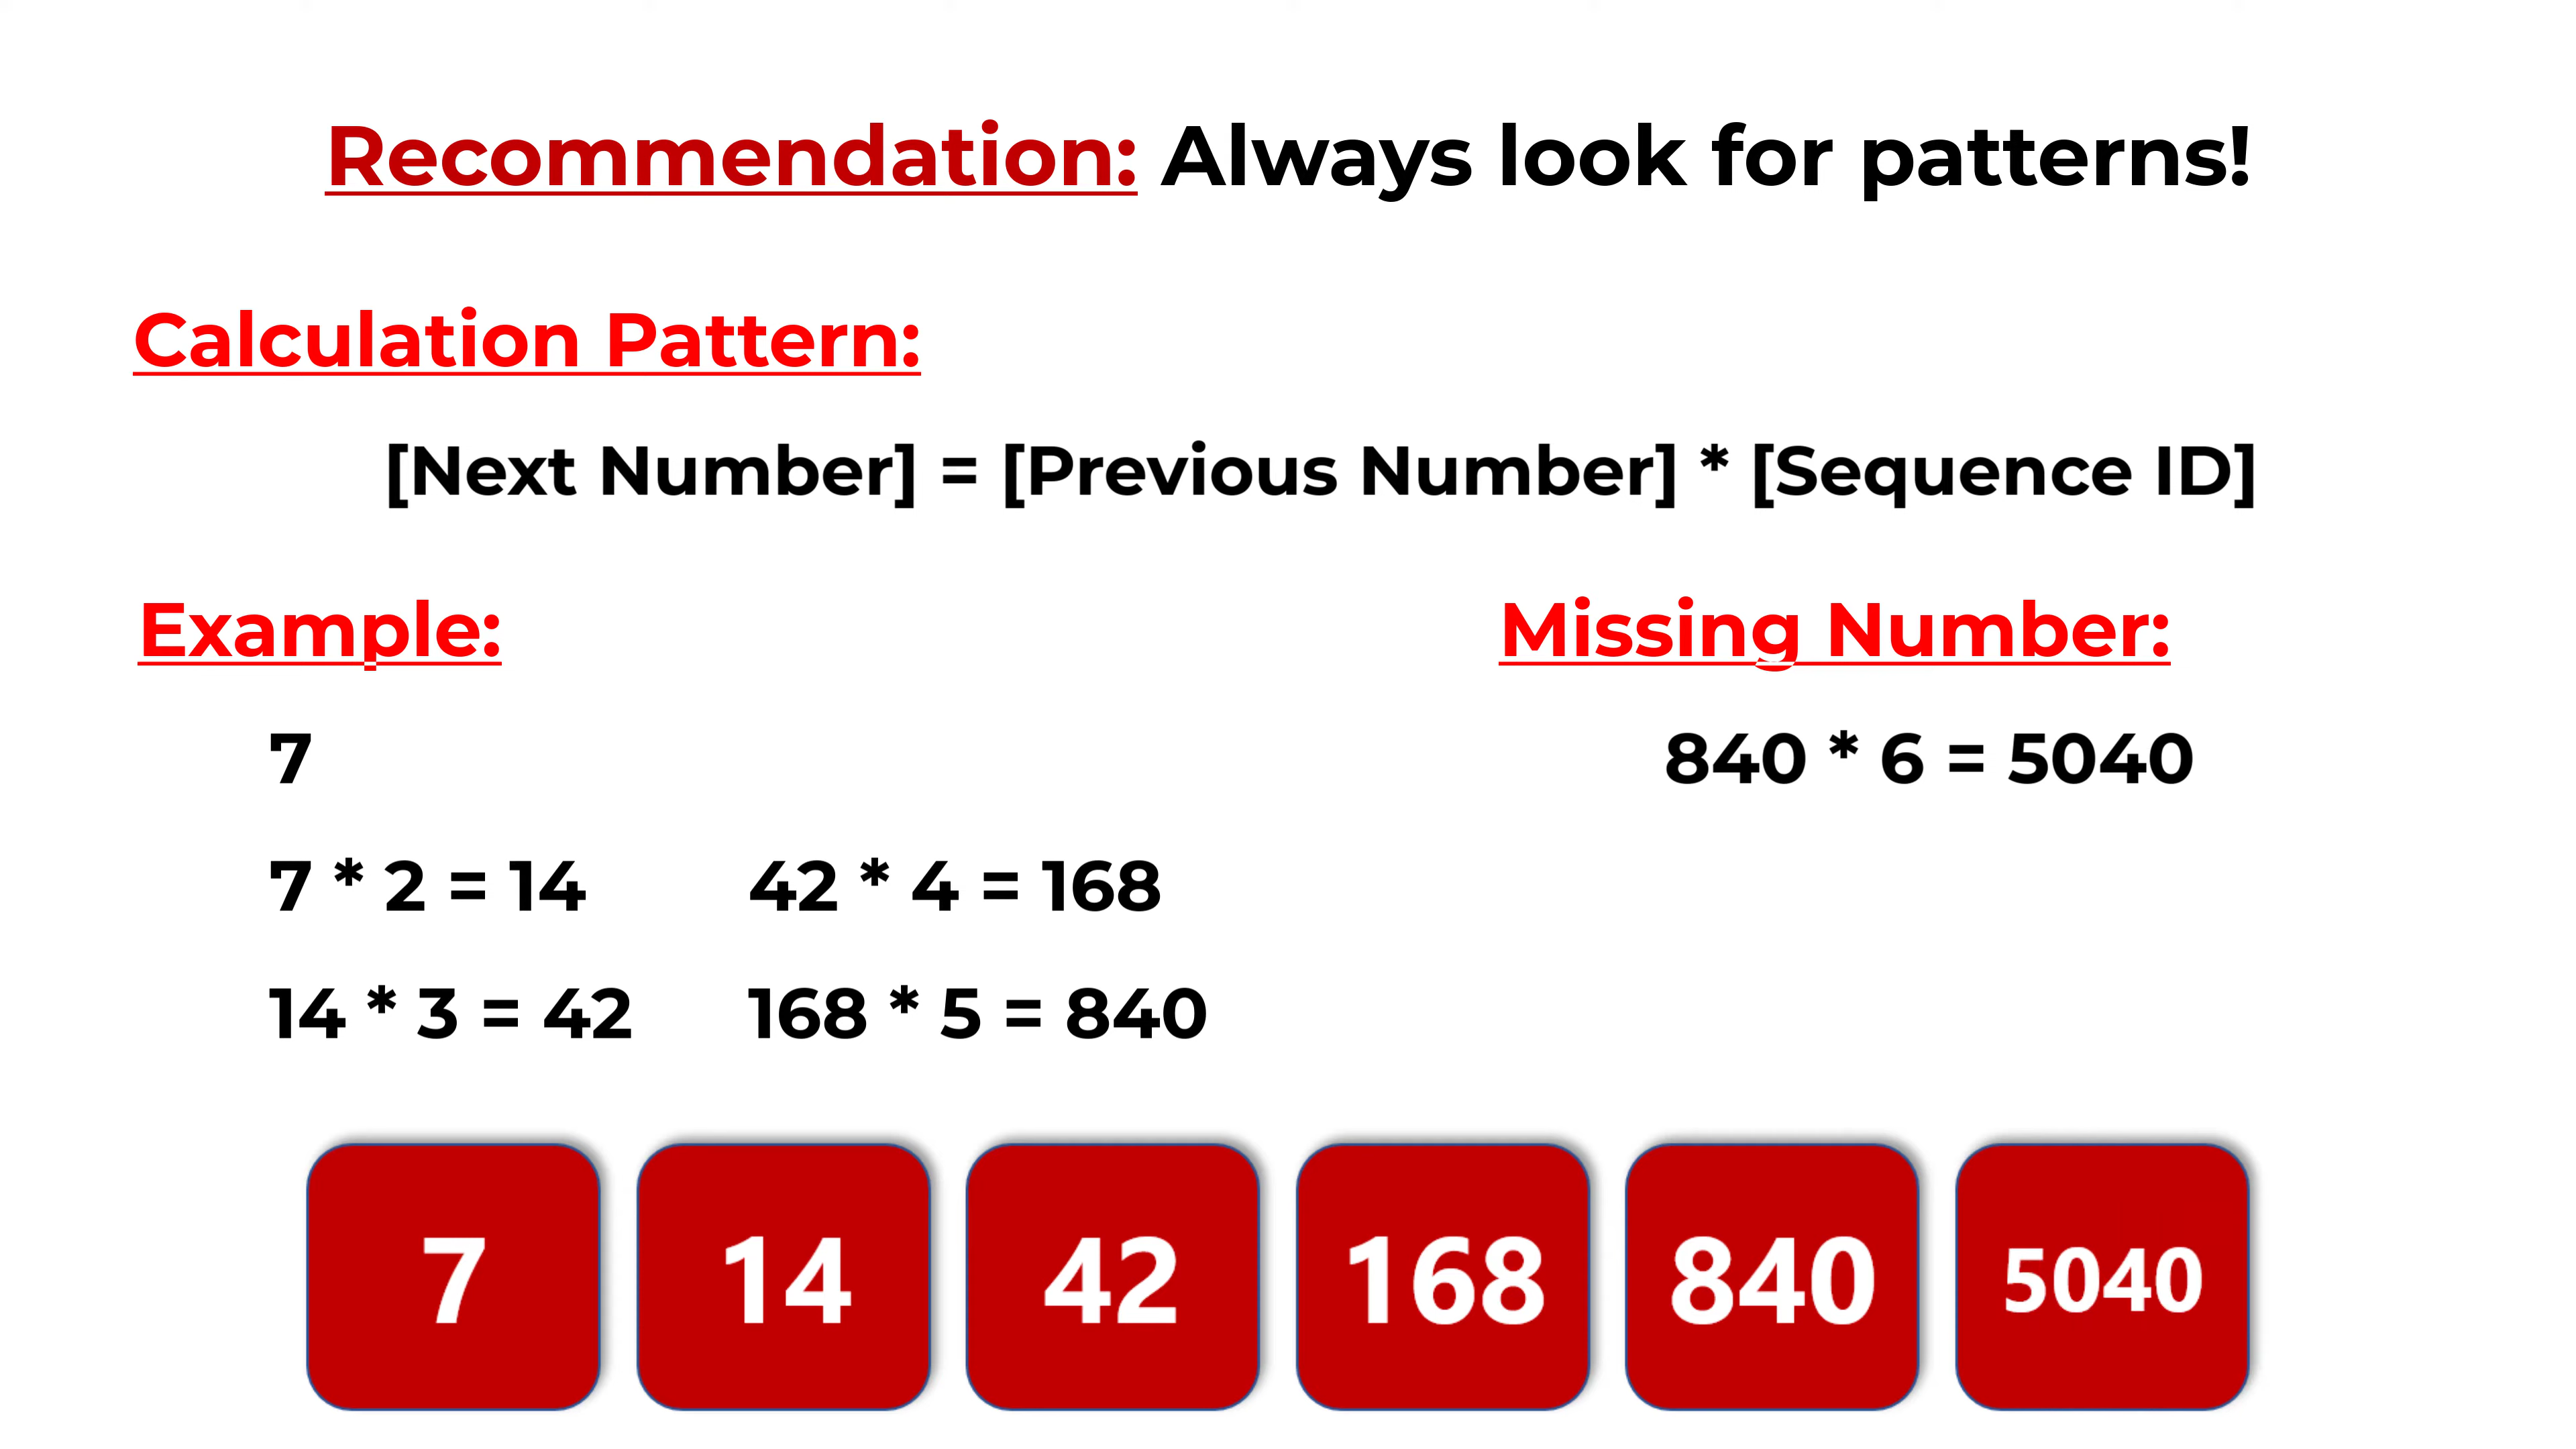 Recommendation: Always look for patterns!
Calculation Pattern:
[Next Number] = [Previous Number] * [Sequence ID]
Example:
7
7 * 2 = 14
14 * 3 = 42
42 * 4 = 168
168 * 5 = 840
Missing Number:
840 * 6 = 5040
7 14 42 168 840 5040